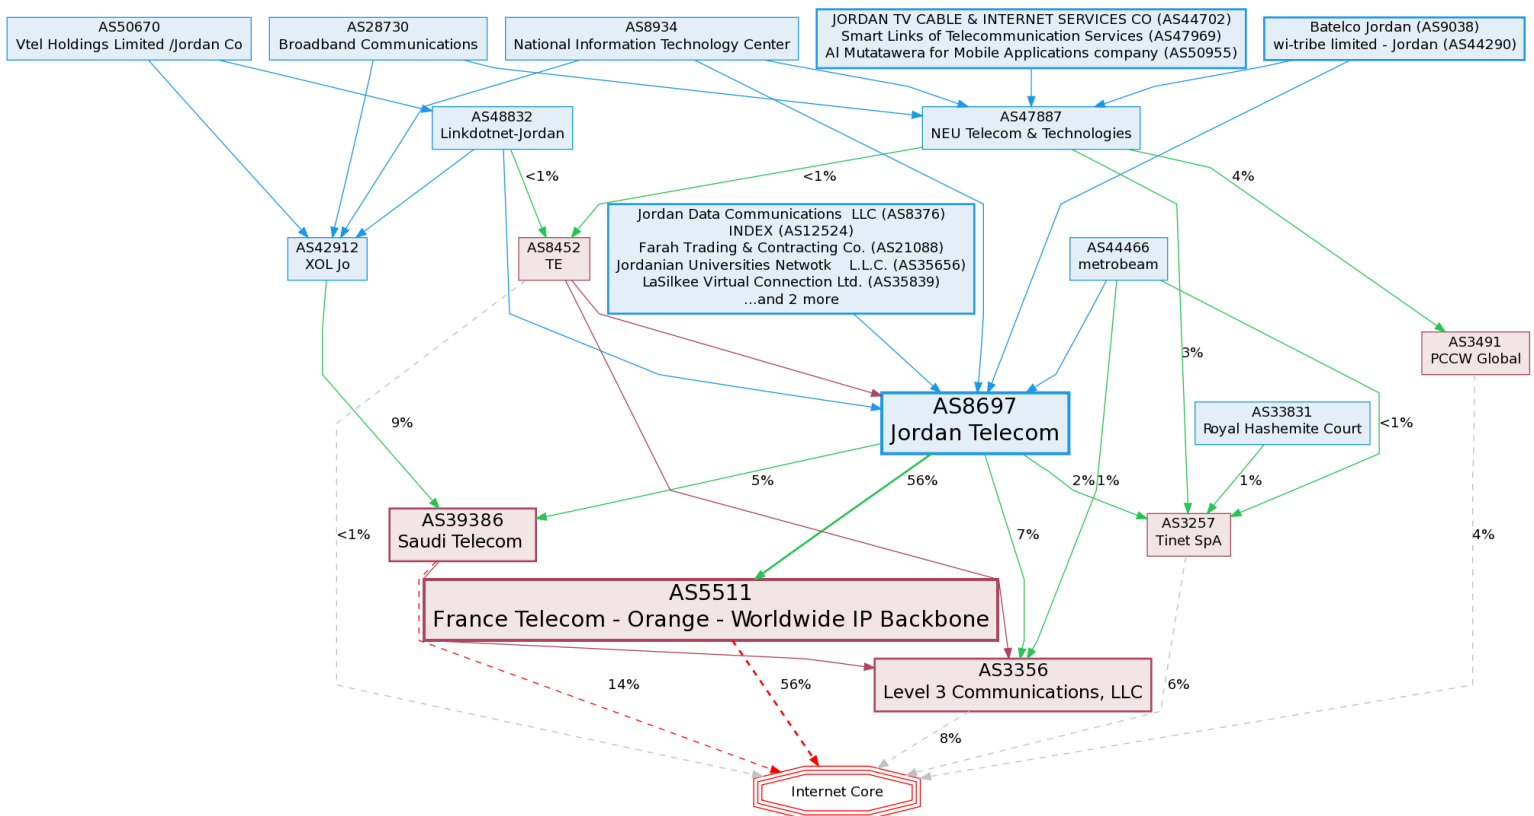 AS50670
Vtel Holdings Limited /Jordan Co
AS28730
Broadband Communications
AS8934
National Information Technology Center
JORDAN TV CABLE & INTERNET SERVICES CO (AS44702)
Smart Links of Telecommunication Services (AS47969)
Al Mutatawera for Mobile Applications company (AS50955)
Batelco Jordan (AS9038)
wi-tribe limited - Jordan (AS44290)
AS48832
Linkdotnet-Jordan
AS47887
NEU Telecom & Technologies
<1%
<1%
4%
AS42912
XOL Jo
AS8452
TE
Jordan Data Communications  LLC (AS8376)
INDEX (AS12524)
Farah Trading & Contracting Co. (AS21088)
Jordanian Universities Netwotk    L.L.C. (AS35656)
LaSilkee Virtual Connection Ltd. (AS35839)
...and 2 more
AS44466
metrobeam
3%
AS3491
PCCW Global
9%
AS8697
Jordan Telecom
AS33831
Royal Hashemite Court
<1%
5%
56%
2%
1%
1%
<1%
AS39386
Saudi Telecom
7%
AS3257
Tinet SpA
4%
AS5511
France Telecom - Orange - Worldwide IP Backbone
AS3356
Level 3 Communications, LLC
14%
56%
6%
8%
Internet Core